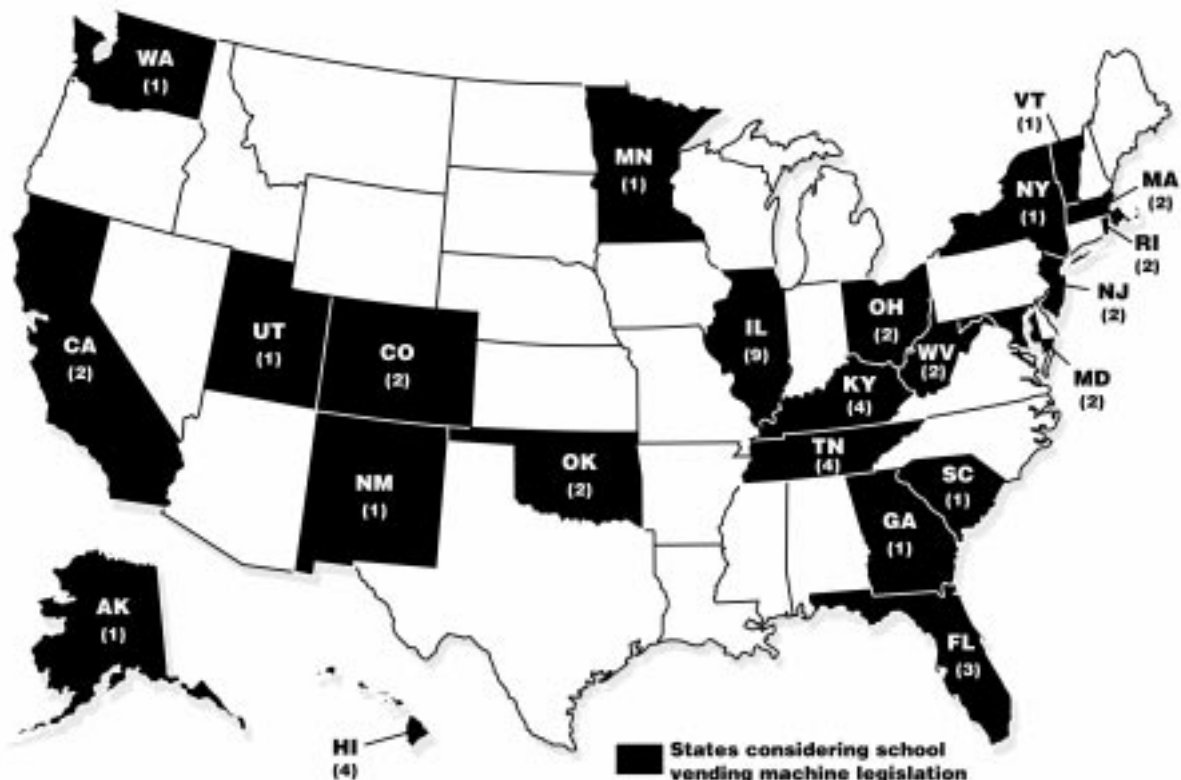 WA
(1)
MN
(1)
VT
(1)
NY
(1)
MA
(2)
RI
(2)
NJ
(2)
CA
(2)
UT
(1)
CO
(2)
IL
(9)
OH
(2)
WV
(2)
KY
(4)
MD
(2)
TN
(4)
NM
(1)
OK
(2)
SC
(1)
GA
(1)
AK
(1)
FL
(3)
HI
(4)
States considering school
vending machine legislation